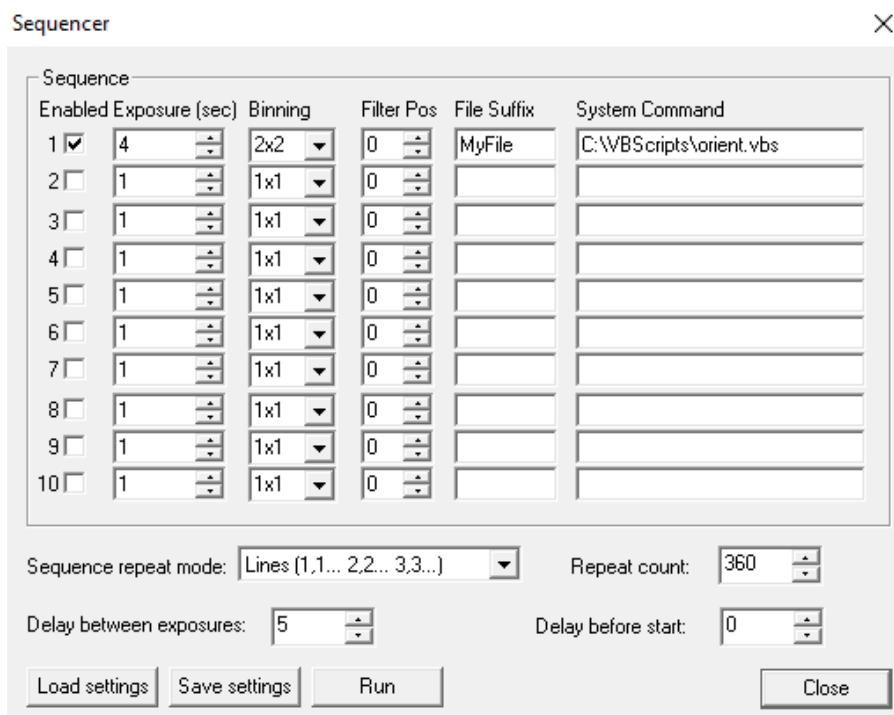 Sequencer
Sequence
Enabled Exposure (sec) Binning Filter Pos File Suffix System Command
1 4 2x2 0 MyFile C:\VBScripts\orient.vbs
2 1 1x1 0
3 1 1x1 0
4 1 1x1 0
5 1 1x1 0
6 1 1x1 0
7 1 1x1 0
8 1 1x1 0
9 1 1x1 0
10 1 1x1 0
Sequence repeat mode: Lines (1,1... 2,2... 3,3...) Repeat count: 360
Delay between exposures: 5 Delay before start: 0
Load settings Save settings Run Close